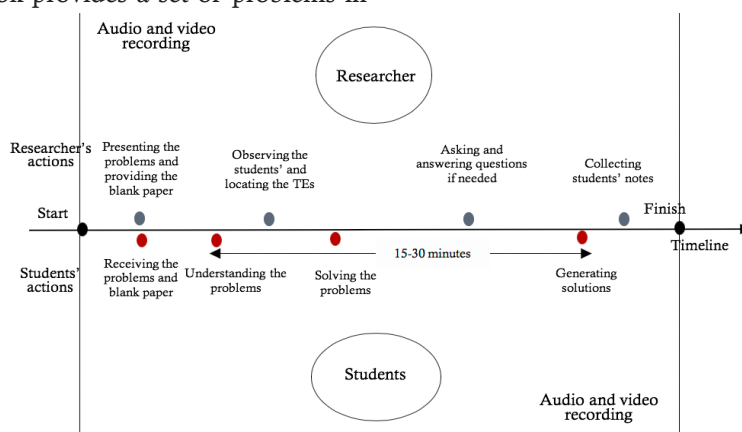 Audio and video
recording
Researcher
Researcher's
actions
Presenting the
problems and
providing the
blank paper
Observing the
students' and
locating the TEs
Asking and
answering questions
if needed
Collecting
students' notes
Start
Finish
Timeline
15-30 minutes
Students'
actions
Receiving the
problems and
blank paper
Understanding the
problems
Solving the
problems
Generating
solutions
Students
Audio and video
recording